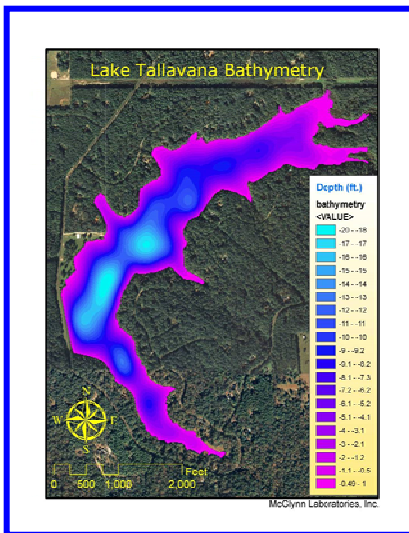 Lake Tallavana Bathymetry
Depth (ft.)
bathymetry
<VALUE>
-20 - -18
-17 - -17
-16 - -16
-15 - -15
-14 - -14
-13 - -13
-12 - -12
-11 - -11
-10 - -10
-9 - -9.2
-9.1 - -8.2
-8.1 - -7.3
-7.2 - -6.2
-6.1 - -5.2
-5.1 - -4.1
-4 - -3.1
-3 - -2.1
-2 - -1.2
-1.1 - -0.5
-0.49 - 1
N
W E
S
Feet
0 500 1,000 2,000
McGlynn Laboratories, Inc.